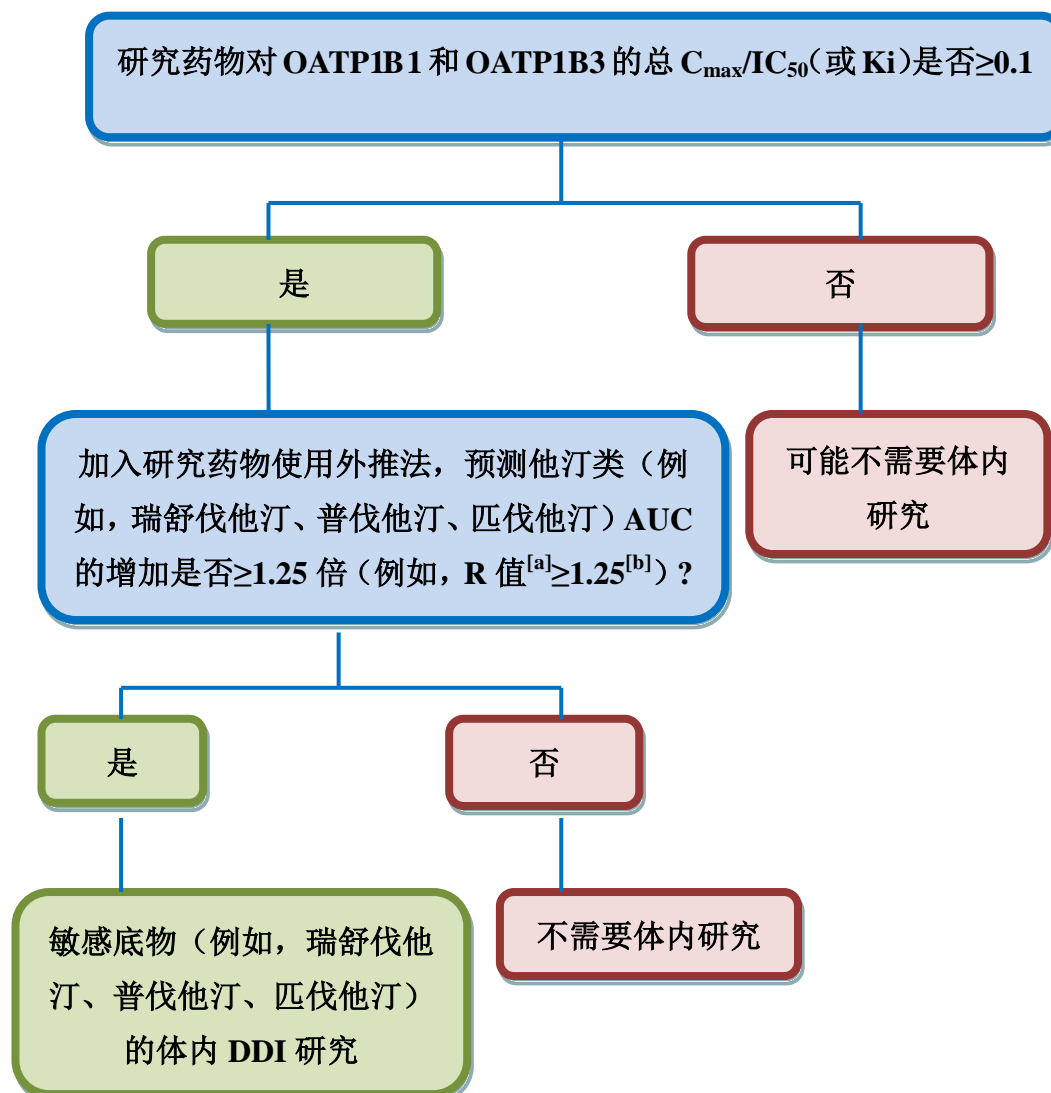 研究药物对 OATP1B1 和 OATP1B3 的总 Cmax/IC50(或 Ki)是否≥0.1
是
否
加入研究药物使用外推法，预测他汀类（例
如，瑞舒伐他汀、普伐他汀、匹伐他汀）AUC
的增加是否≥1.25 倍（例如，R 值[a]≥1.25[b]）?
可能不需要体内
研究
是
否
敏感底物（例如，瑞舒伐他
汀、普伐他汀、匹伐他汀）
的体内 DDI 研究
不需要体内研究